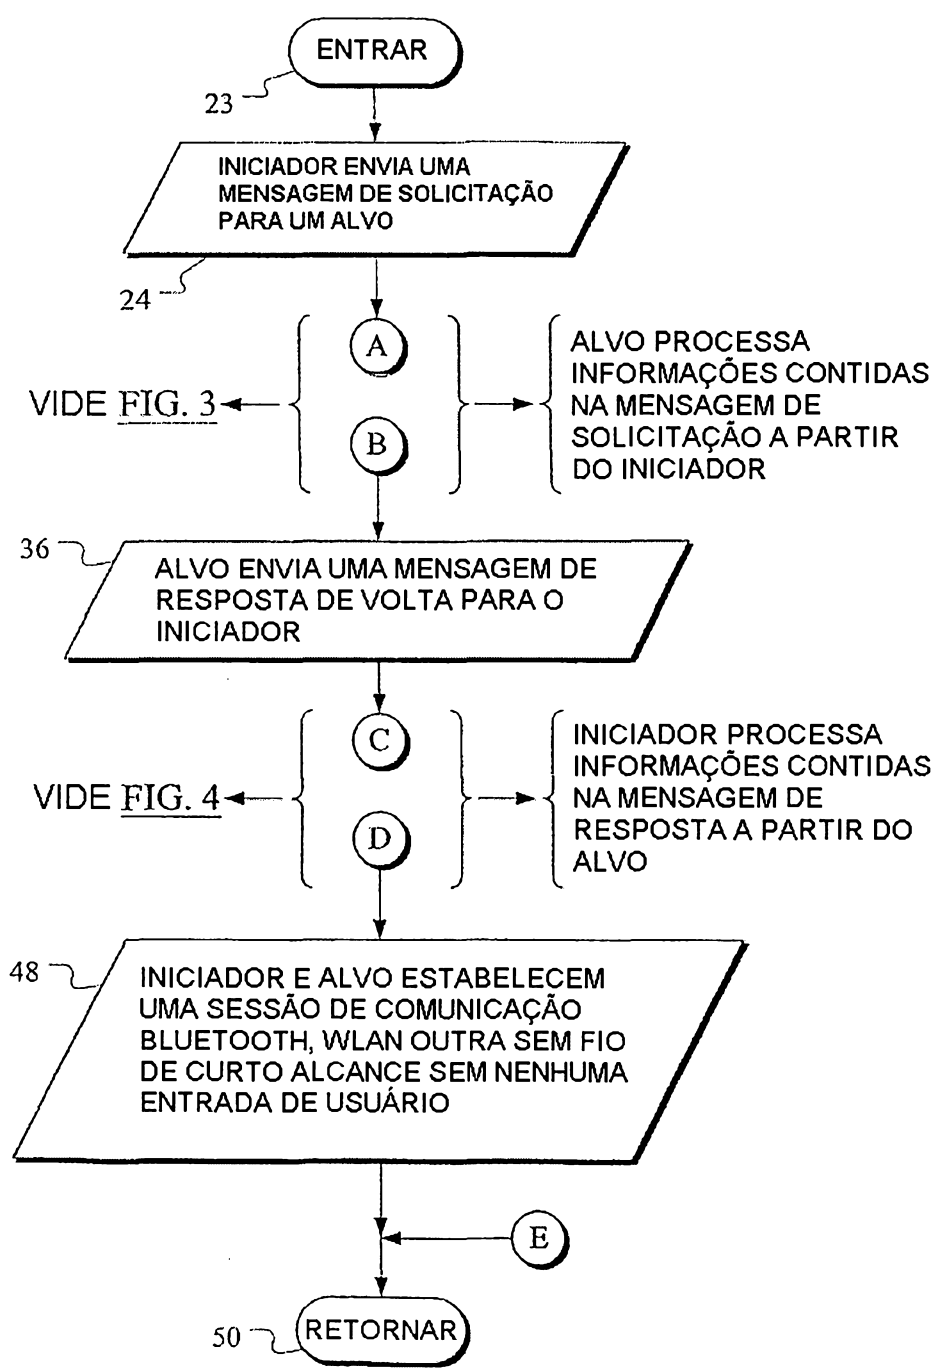 ENTRAR
23
INICIADOR ENVIA UMA
MENSAGEM DE SOLICITAÇÃO
PARA UM ALVO
24
A
VIDE FIG. 3
B
ALVO PROCESSA
INFORMAÇÕES CONTIDAS
NA MENSAGEM DE
SOLICITAÇÃO A PARTIR
DO INICIADOR
36
ALVO ENVIA UMA MENSAGEM DE
RESPOSTA DE VOLTA PARA O
INICIADOR
C
VIDE FIG. 4
D
INICIADOR PROCESSA
INFORMAÇÕES CONTIDAS
NA MENSAGEM DE
RESPOSTA A PARTIR DO
ALVO
48
INICIADOR E ALVO ESTABELECEM
UMA SESSÃO DE COMUNICAÇÃO
BLUETOOTH, WLAN OUTRA SEM FIO
DE CURTO ALCANCE SEM NENHUMA
ENTRADA DE USUÁRIO
E
50
RETORNAR